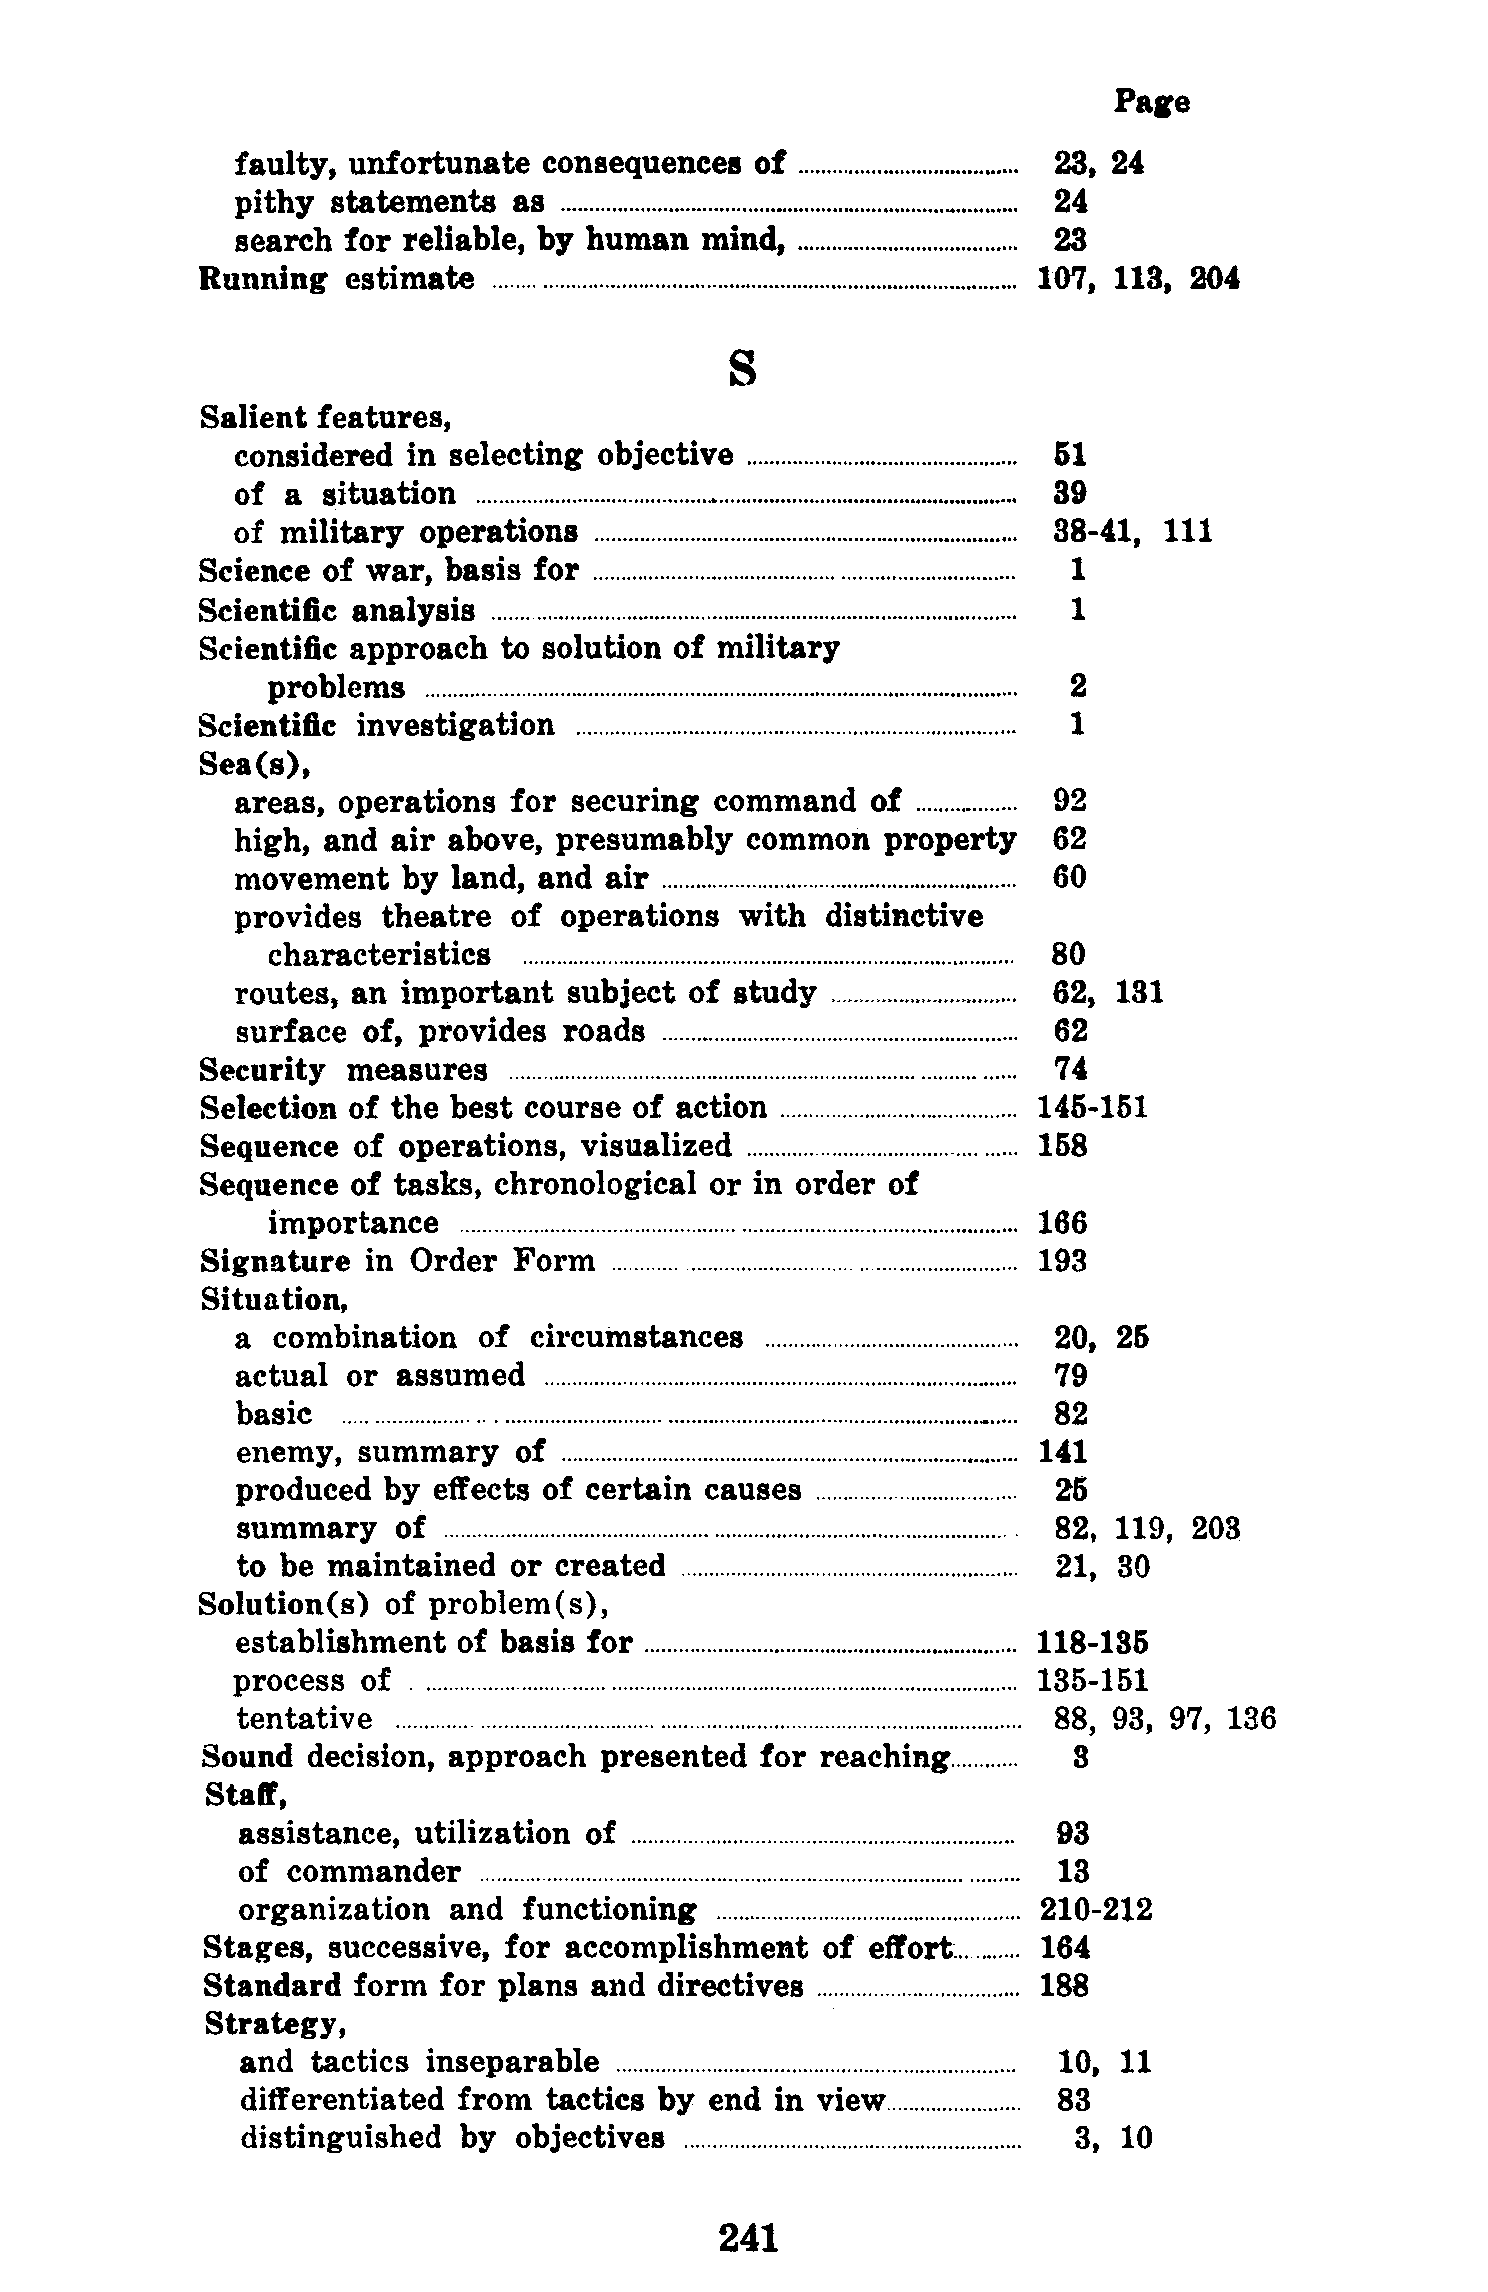 Page
faulty, unfortunate consequences of ........ 23, 24
pithy statements as ........ 24
search for reliable, by human mind, ........ 23
Running estimate ........ 107, 113, 204
S
Salient features,
considered in selecting objective ........ 51
of a situation ........ 39
of military operations ........ 38-41, 111
Science of war, basis for ........ 1
Scientific analysis ........ 1
Scientific approach to solution of military
problems ........ 2
Scientific investigation ........ 1
Sea(s),
areas, operations for securing command of ........ 92
high, and air above, presumably common property 62
movement by land, and air ........ 60
provides theatre of operations with distinctive
characteristics ........ 80
routes, an important subject of study ........ 62, 131
surface of, provides roads ........ 62
Security measures ........ 74
Selection of the best course of action ........ 145-151
Sequence of operations, visualized ........ 158
Sequence of tasks, chronological or in order of
importance ........ 166
Signature in Order Form ........ 193
Situation,
a combination of circumstances ........ 20, 25
actual or assumed ........ 79
basic ........ 82
enemy, summary of ........ 141
produced by effects of certain causes ........ 25
summary of ........ 82, 119, 203
to be maintained or created ........ 21, 30
Solution(s) of problem(s),
establishment of basis for ........ 118-135
process of ........ 135-151
tentative ........ 88, 93, 97, 136
Sound decision, approach presented for reaching ........ 3
Staff,
assistance, utilization of ........ 93
of commander ........ 13
organization and functioning ........ 210-212
Stages, successive, for accomplishment of effort ........ 164
Standard form for plans and directives ........ 188
Strategy,
and tactics inseparable ........ 10, 11
differentiated from tactics by end in view ........ 83
distinguished by objectives ........ 3, 10
241